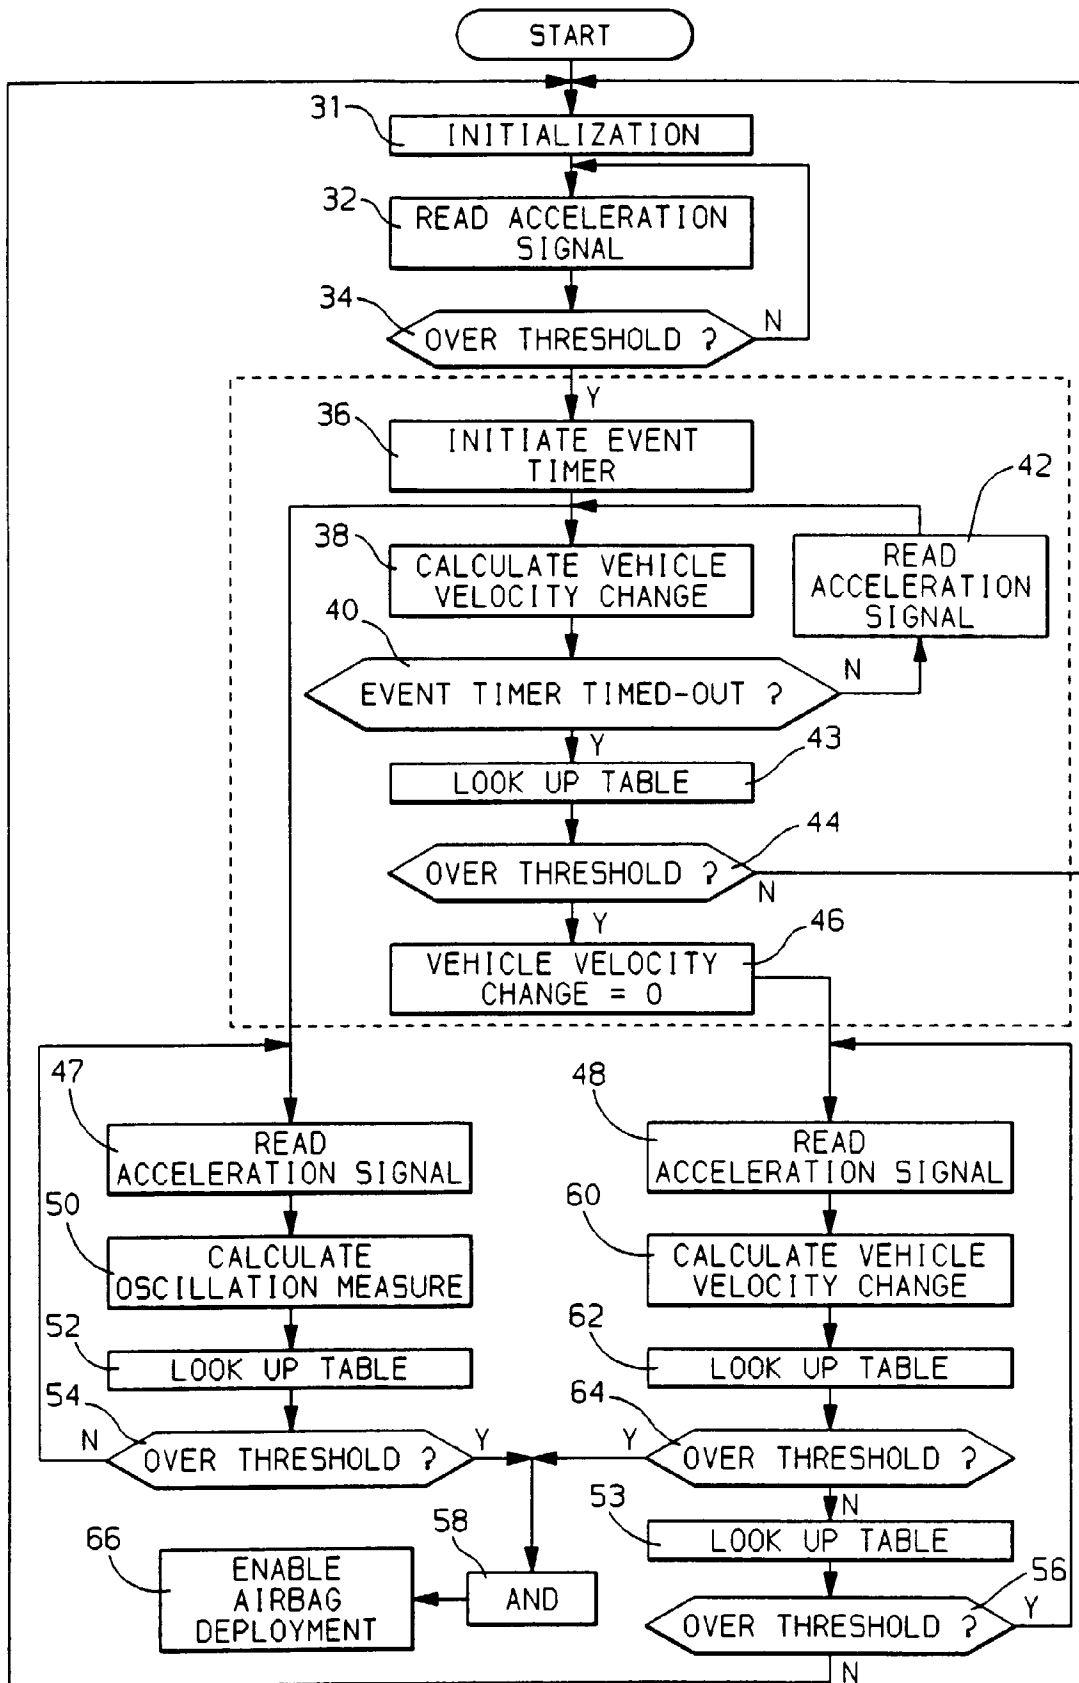 START
31
INITIALIZATION
32
READ ACCELERATION
SIGNAL
34
OVER THRESHOLD ?
N
Y
36
INITIATE EVENT
TIMER
42
READ
ACCELERATION
SIGNAL
38
CALCULATE VEHICLE
VELOCITY CHANGE
40
EVENT TIMER TIMED-OUT ?
N
Y
43
LOOK UP TABLE
44
OVER THRESHOLD ?
N
Y
46
VEHICLE VELOCITY
CHANGE = 0
47
READ
ACCELERATION SIGNAL
50
CALCULATE
OSCILLATION MEASURE
52
LOOK UP TABLE
54
N
OVER THRESHOLD ?
Y
48
READ
ACCELERATION SIGNAL
60
CALCULATE VEHICLE
VELOCITY CHANGE
62
LOOK UP TABLE
64
Y
OVER THRESHOLD ?
N
53
LOOK UP TABLE
56
OVER THRESHOLD ?
Y
N
58
AND
66
ENABLE
AIRBAG
DEPLOYMENT